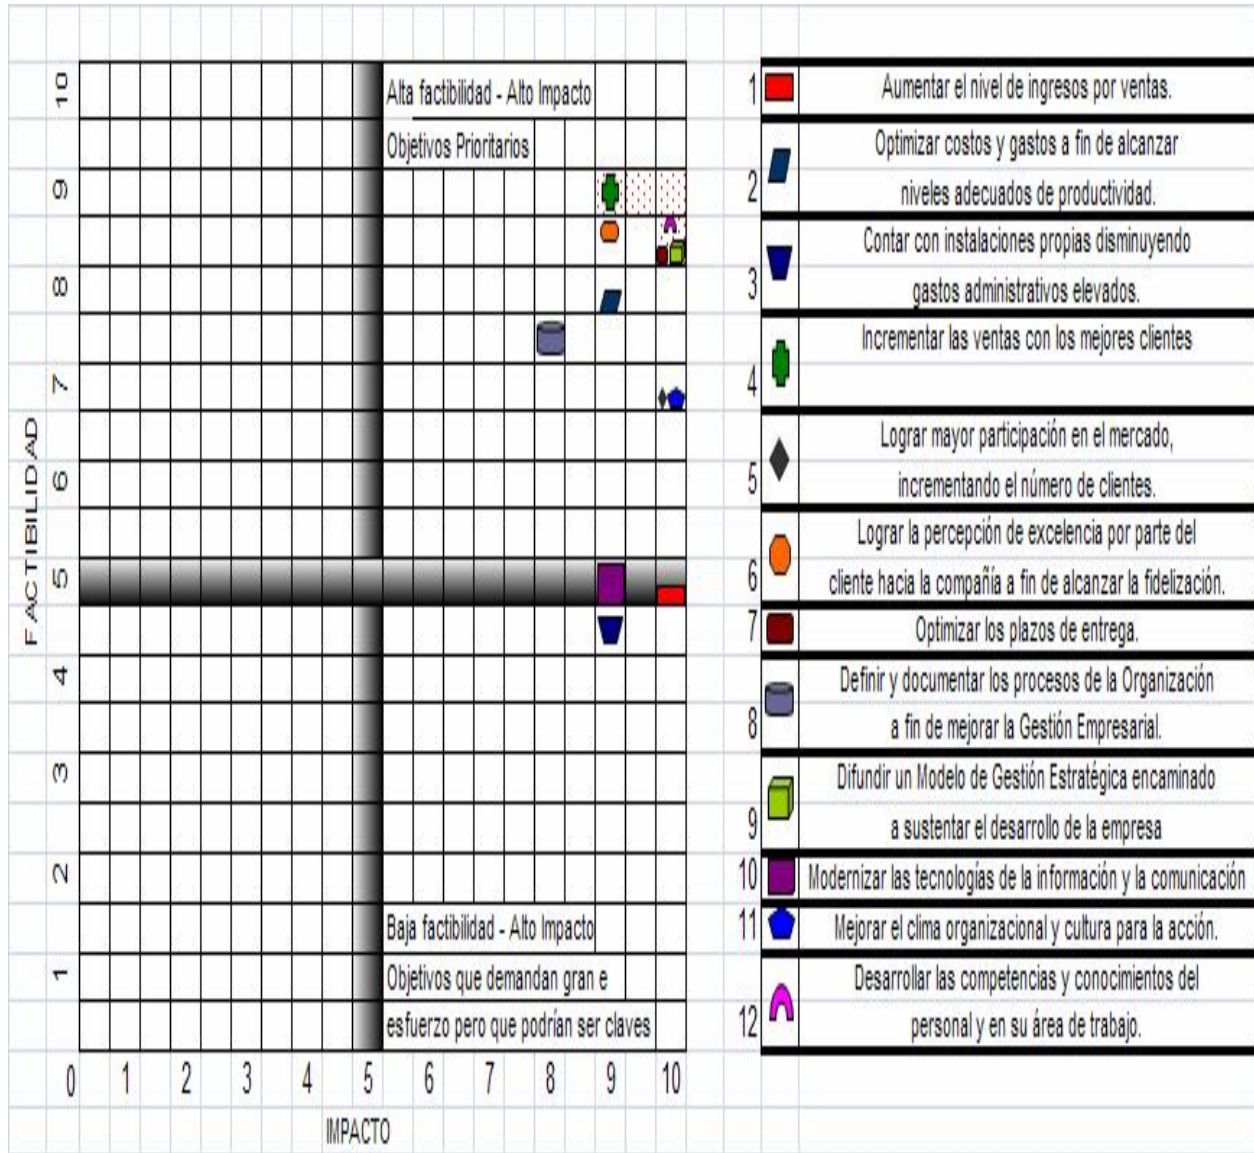 10
9
8
7
6
5
4
3
2
1
FACTIBILIDAD
Alta factibilidad - Alto Impacto
Objetivos Prioritarios
Baja factibilidad - Alto Impacto
Objetivos que demandan gran e
esfuerzo pero que podrían ser claves
0 1 2 3 4 5 6 7 8 9 10
IMPACTO
1 Aumentar el nivel de ingresos por ventas.
Optimizar costos y gastos a fin de alcanzar
2 niveles adecuados de productividad.
Contar con instalaciones propias disminuyendo
3 gastos administrativos elevados.
Incrementar las ventas con los mejores clientes
4
Lograr mayor participación en el mercado,
5 incrementando el número de clientes.
Lograr la percepción de excelencia por parte del
6 cliente hacia la compañía a fin de alcanzar la fidelización.
7 Optimizar los plazos de entrega.
Definir y documentar los procesos de la Organización
8 a fin de mejorar la Gestión Empresarial.
Difundir un Modelo de Gestión Estratégica encaminado
9 a sustentar el desarrollo de la empresa
10 Modernizar las tecnologías de la información y la comunicación
11 Mejorar el clima organizacional y cultura para la acción.
Desarrollar las competencias y conocimientos del
12 personal y en su área de trabajo.